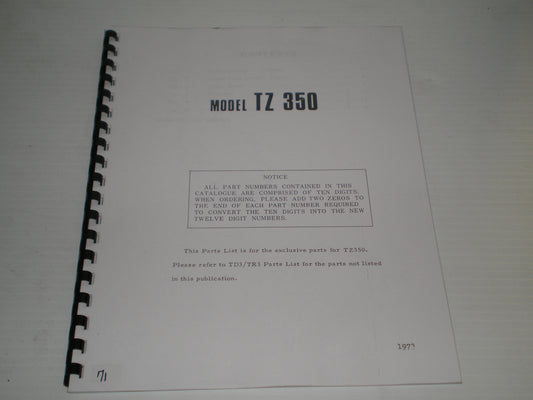 MODEL TZ 350
NOTICE
ALL PART NUMBERS CONTAINED IN THIS
CATALOGUE ARE COMPRISED OF TEN DIGITS.
WHEN ORDERING, PLEASE ADD TWO ZEROS TO
THE END OF EACH PART NUMBER REQUIRED
TO CONVERT THE TEN DIGITS INTO THE NEW
TWELVE DIGIT NUMBERS.
This Parts List is for the exclusive parts for TZ350.
Please refer to TD3/TR3 Parts List for the parts not listed
in this publication.
1973
71